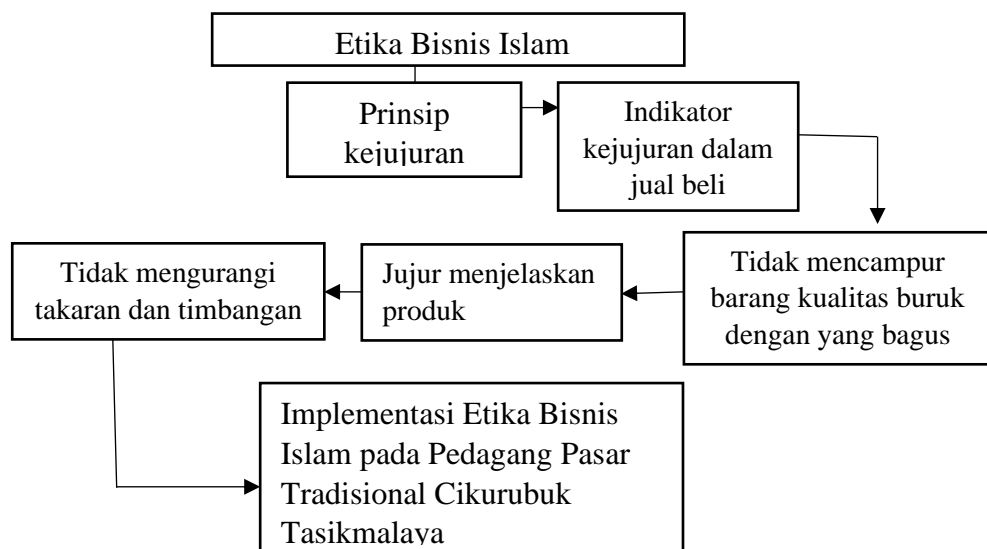 Etika Bisnis Islam
Prinsip
kejujuran
Indikator
kejujuran dalam
jual beli
Tidak mencampur
barang kualitas buruk
dengan yang bagus
Jujur menjelaskan
produk
Tidak mengurangi
takaran dan timbangan
Implementasi Etika Bisnis
Islam pada Pedagang Pasar
Tradisional Cikurubuk
Tasikmalaya